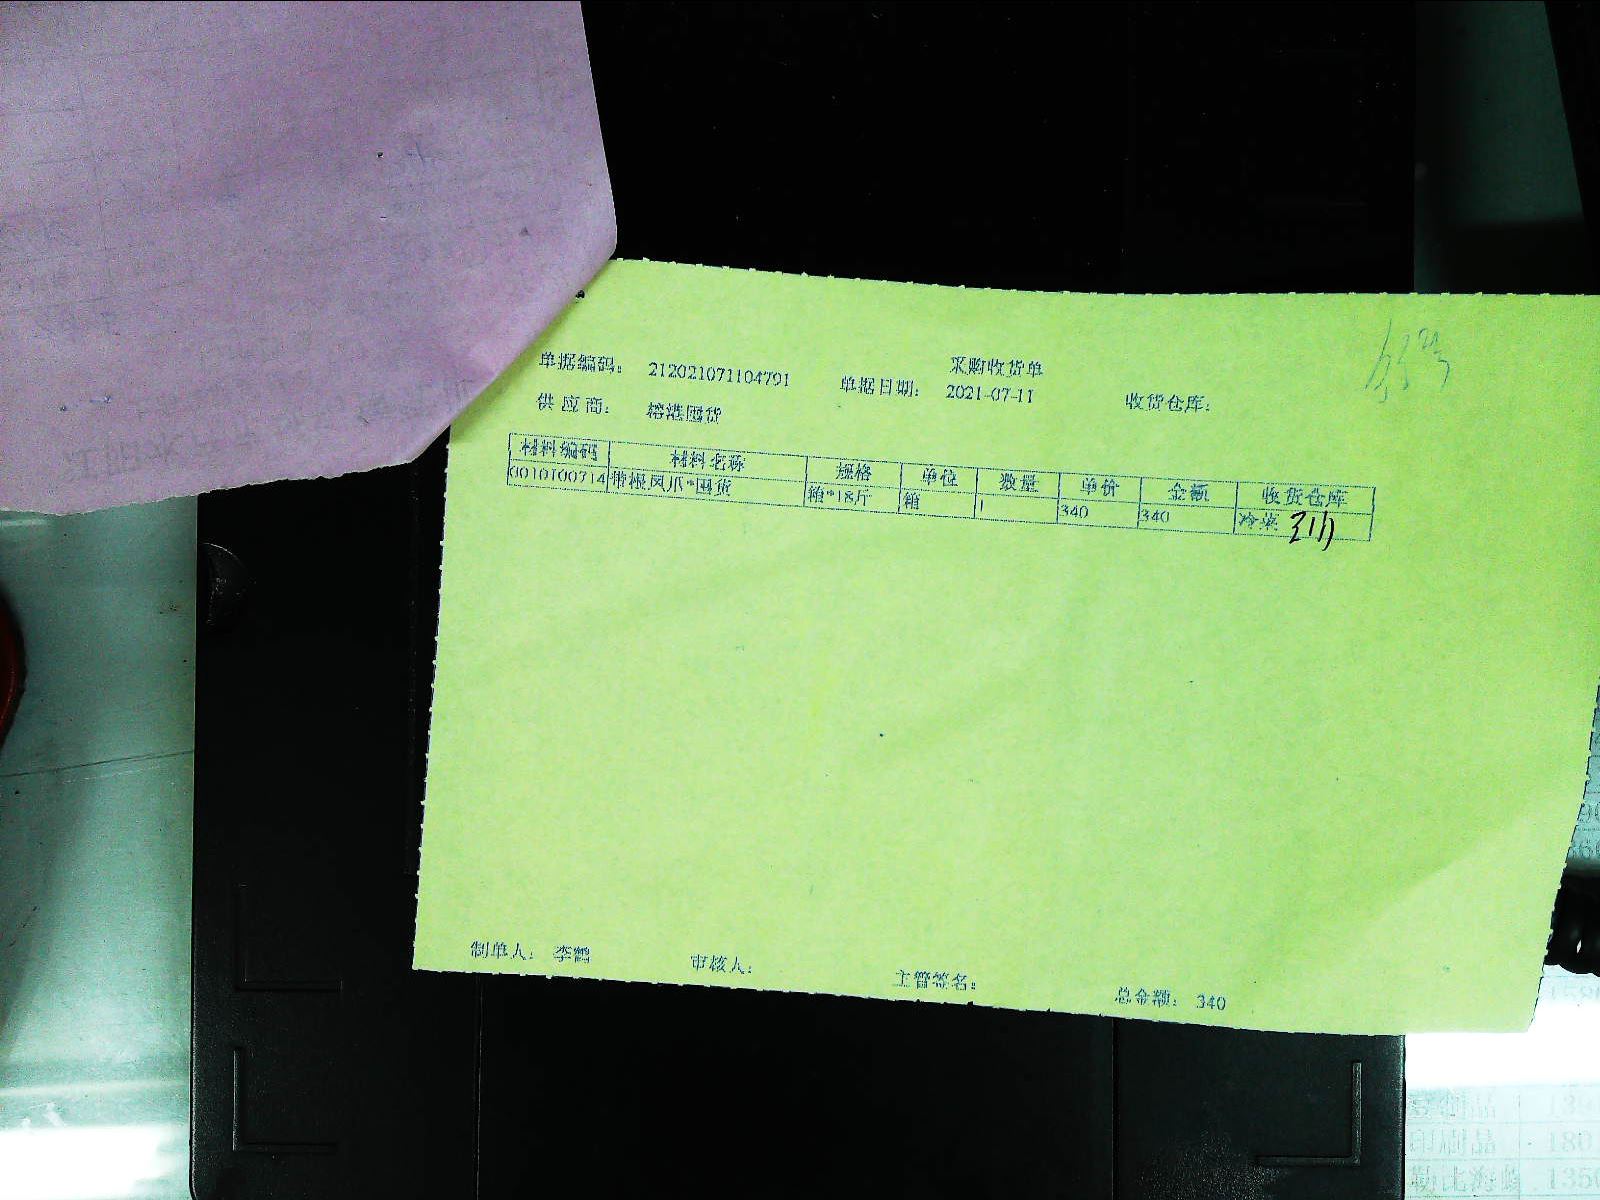 采购收货单
单据编码: 212021071104791 单据日期: 2021-07-11 收货仓库:
供应商: 榕港国货
材料编码 材料名称 规格 单位 数量 单价 金额 收货仓库
0010100714 带根凤爪*国货 箱*18斤 箱 1 340 340 冷菜
制单人: 李鹤 审核人: 主管签名: 总金额: 340